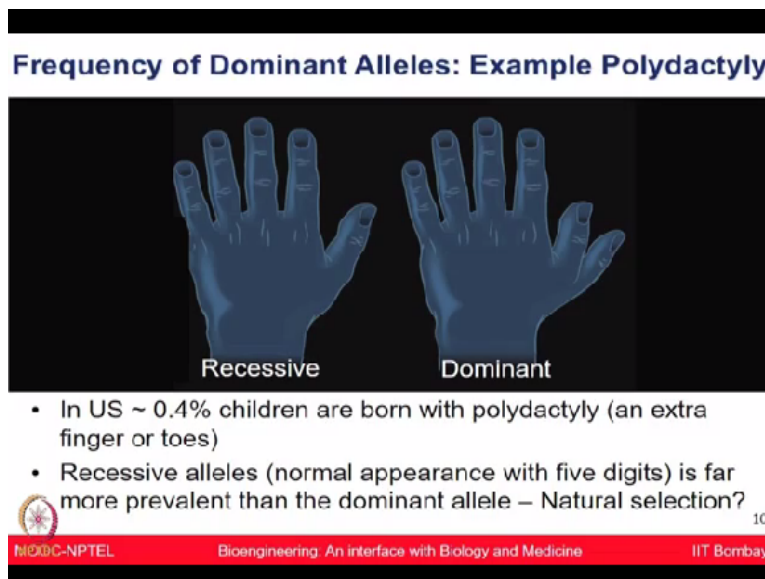 Frequency of Dominant Alleles: Example Polydactyly
Recessive Dominant
• In US ~ 0.4% children are born with polydactyly (an extra
finger or toes)
• Recessive alleles (normal appearance with five digits) is far
more prevalent than the dominant allele – Natural selection?
10
MOOC-NPTEL Bioengineering: An interface with Biology and Medicine IIT Bombay